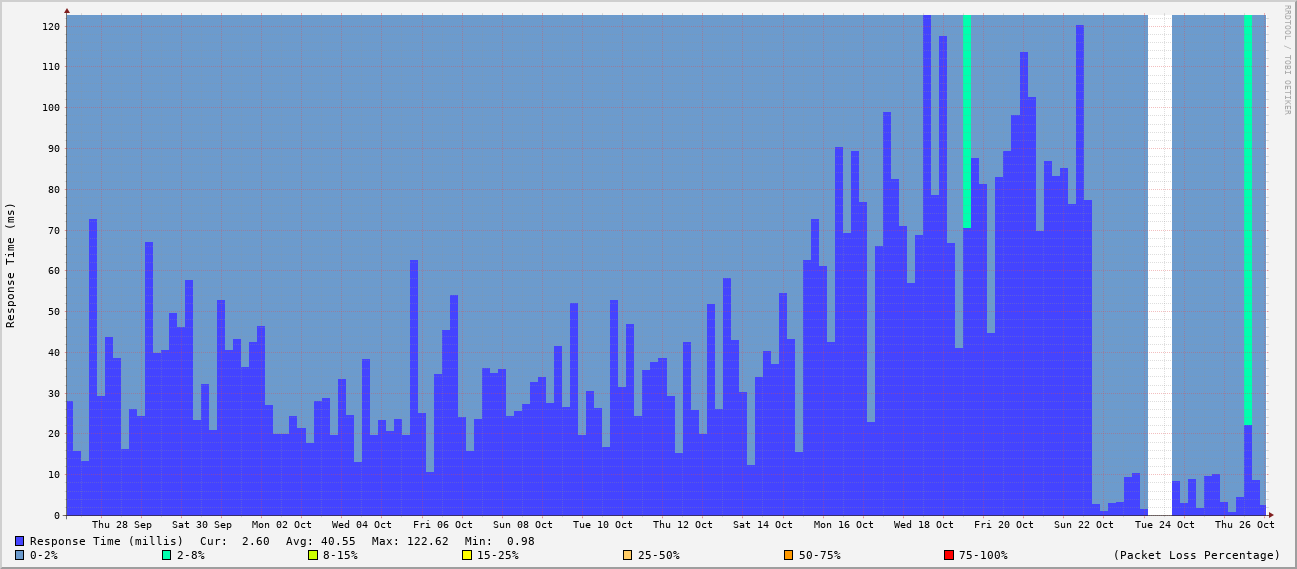 RRDTOOL / TOBI OETIKER
Response Time (ms)
120
110
100
90
80
70
60
50
40
30
20
10
0
Thu 28 Sep Sat 30 Sep Mon 02 Oct Wed 04 Oct Fri 06 Oct Sun 08 Oct Tue 10 Oct Thu 12 Oct Sat 14 Oct Mon 16 Oct Wed 18 Oct Fri 20 Oct Sun 22 Oct Tue 24 Oct Thu 26 Oct
Response Time (millis) Cur: 2.60 Avg: 40.55 Max: 122.62 Min: 0.98
0-2% 2-8% 8-15% 15-25% 25-50% 50-75% 75-100% (Packet Loss Percentage)